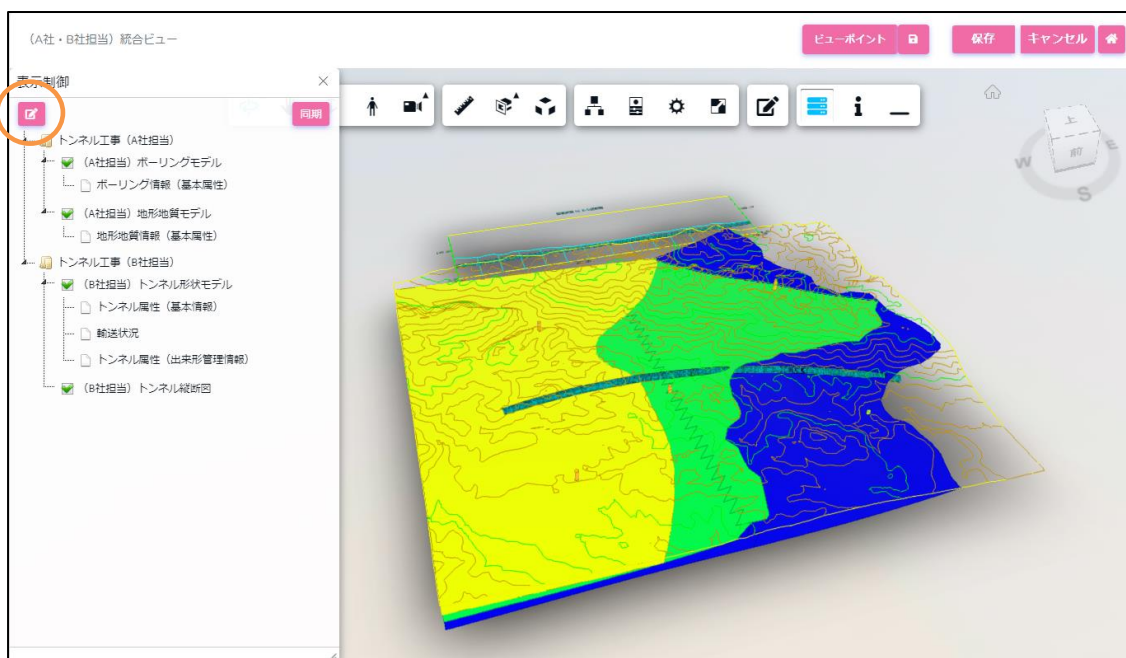 （A社・B社担当）統合ビュー
ビューポイント
保存
キャンセル
表示制御
同期
トンネル工事（A社担当）
（A社担当）ボーリングモデル
ボーリング情報（基本属性）
（A社担当）地形地質モデル
地形地質情報（基本属性）
トンネル工事（B社担当）
（B社担当）トンネル形状モデル
トンネル属性（基本情報）
輸送状況
トンネル属性（出来形管理情報）
（B社担当）トンネル縦断図
上
前
W
E
S